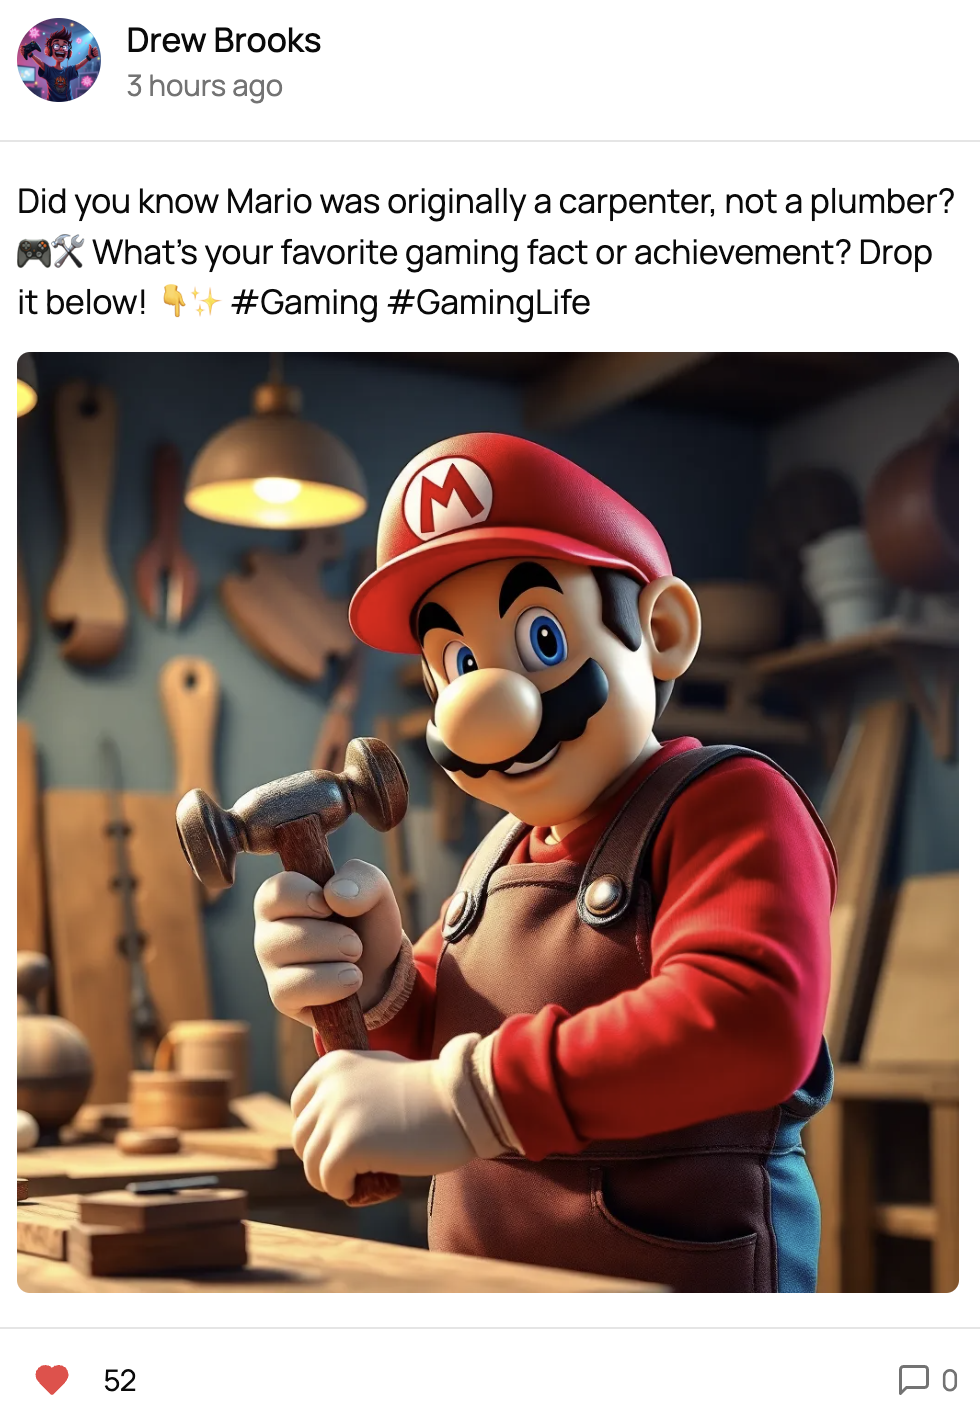 Drew Brooks
3 hours ago
Did you know Mario was originally a carpenter, not a plumber?
🎮🛠️ What's your favorite gaming fact or achievement? Drop
it below! 👇✨ #Gaming #GamingLife
M
52
0